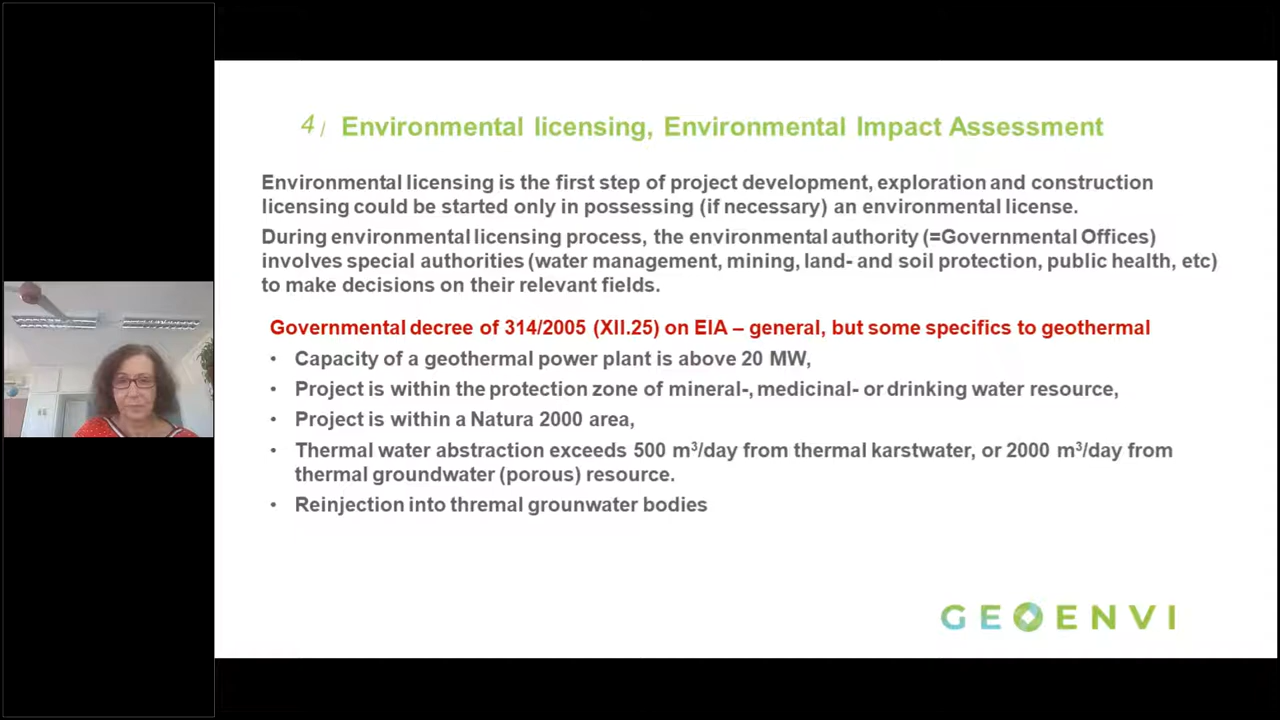 4/ Environmental licensing, Environmental Impact Assessment
Environmental licensing is the first step of project development, exploration and construction
licensing could be started only in possessing (if necessary) an environmental license.
During environmental licensing process, the environmental authority (=Governmental Offices)
involves special authorities (water management, mining, land- and soil protection, public health, etc)
to make decisions on their relevant fields.
Governmental decree of 314/2005 (XII.25) on EIA – general, but some specifics to geothermal
• Capacity of a geothermal power plant is above 20 MW,
• Project is within the protection zone of mineral-, medicinal- or drinking water resource,
• Project is within a Natura 2000 area,
• Thermal water abstraction exceeds 500 m³/day from thermal karstwater, or 2000 m³/day from
thermal groundwater (porous) resource.
• Reinjection into thremal grounwater bodies
GEOENVI